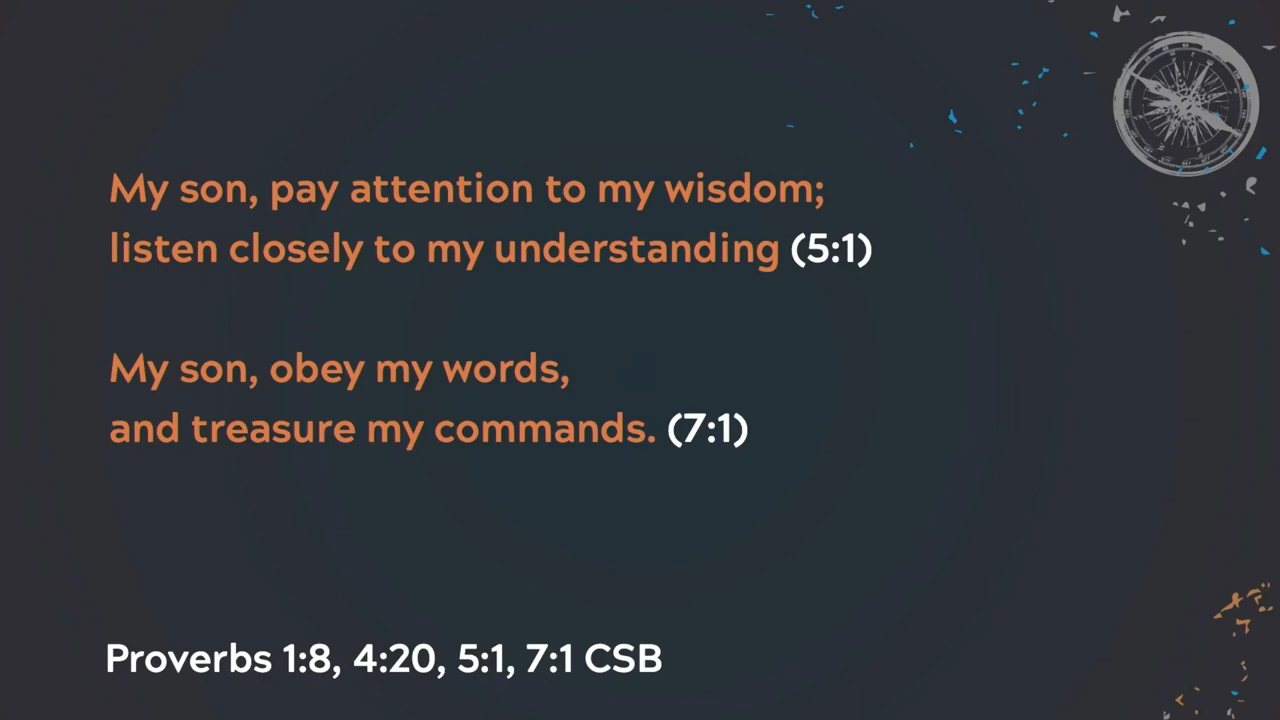 My son, pay attention to my wisdom;
listen closely to my understanding (5:1)
My son, obey my words,
and treasure my commands. (7:1)
Proverbs 1:8, 4:20, 5:1, 7:1 CSB